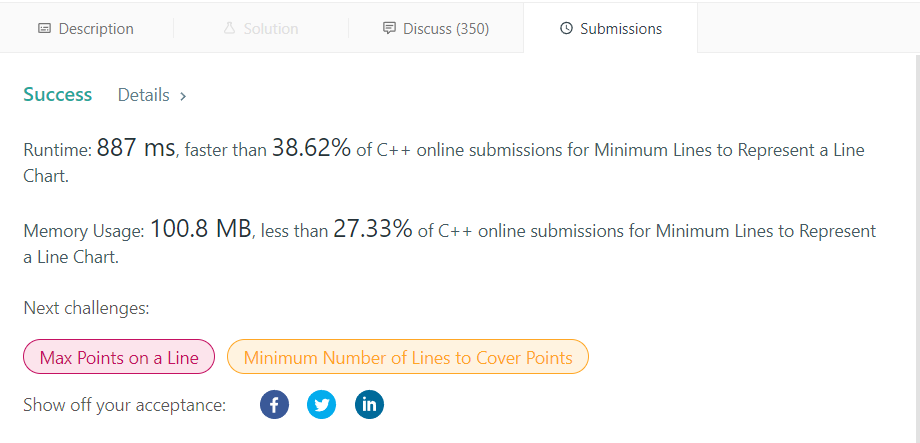 Description Solution Discuss (350) Submissions
Success Details >
Runtime: 887 ms, faster than 38.62% of C++ online submissions for Minimum Lines to Represent a Line
Chart.
Memory Usage: 100.8 MB, less than 27.33% of C++ online submissions for Minimum Lines to Represent
a Line Chart.
Next challenges:
Max Points on a Line Minimum Number of Lines to Cover Points
Show off your acceptance: f in